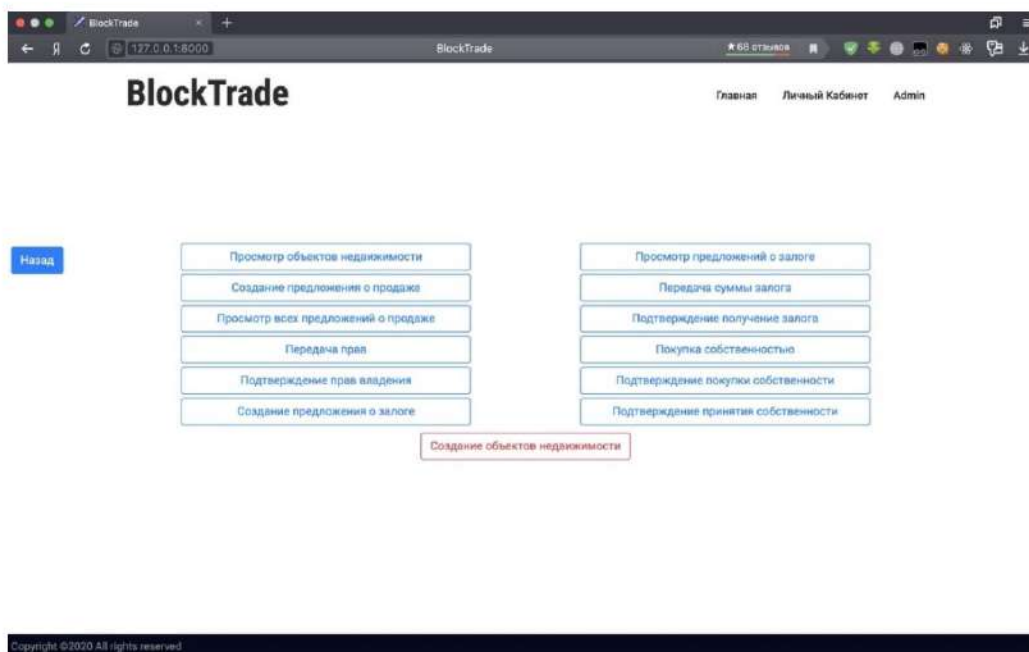 BlockTrade
127.0.0.1:8000 BlockTrade ★68 отзывов
BlockTrade
Главная Личный Кабинет Admin
Назад
Просмотр объектов недвижимости
Создание предложения о продаже
Просмотр всех предложений о продаже
Передача прав
Подтверждение прав владения
Создание предложения о залоге
Просмотр предложений о залоге
Передача суммы залога
Подтверждение получение залога
Покупка собственностью
Подтверждение покупки собственности
Подтверждение принятия собственности
Создание объектов недвижимости
Copyright ©2020 All rights reserved